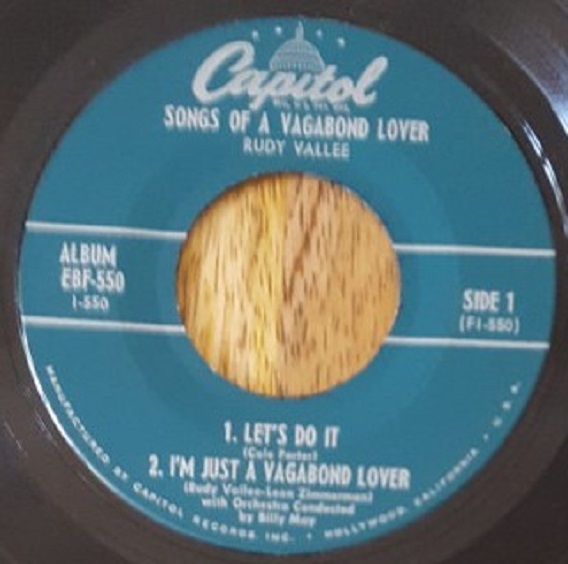 Capitol
SONGS OF A VAGABOND LOVER
RUDY VALLEE
ALBUM
EBF-550
1-550
SIDE 1
(F1-550)
1. LET'S DO IT
(Cole Porter)
2. I'M JUST A VAGABOND LOVER
(Rudy Vallee-Leon Zimmerman)
with Orchestra Conducted
by Billy May
MANUFACTURED BY CAPITOL RECORDS INC. • HOLLYWOOD CALIFORNIA • U.S.A.